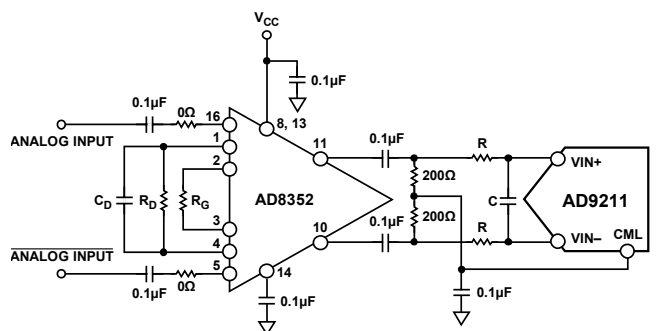 VCC
0.1µF
0.1µF
0Ω
ANALOG INPUT
16
8, 13
1
2
11
0.1µF
R
VIN+
CD
RD
RG
AD8352
200Ω
200Ω
C
AD9211
3
4
5
10
0.1µF
R
VIN–
CML
ANALOG INPUT
0.1µF
0Ω
14
0.1µF
0.1µF